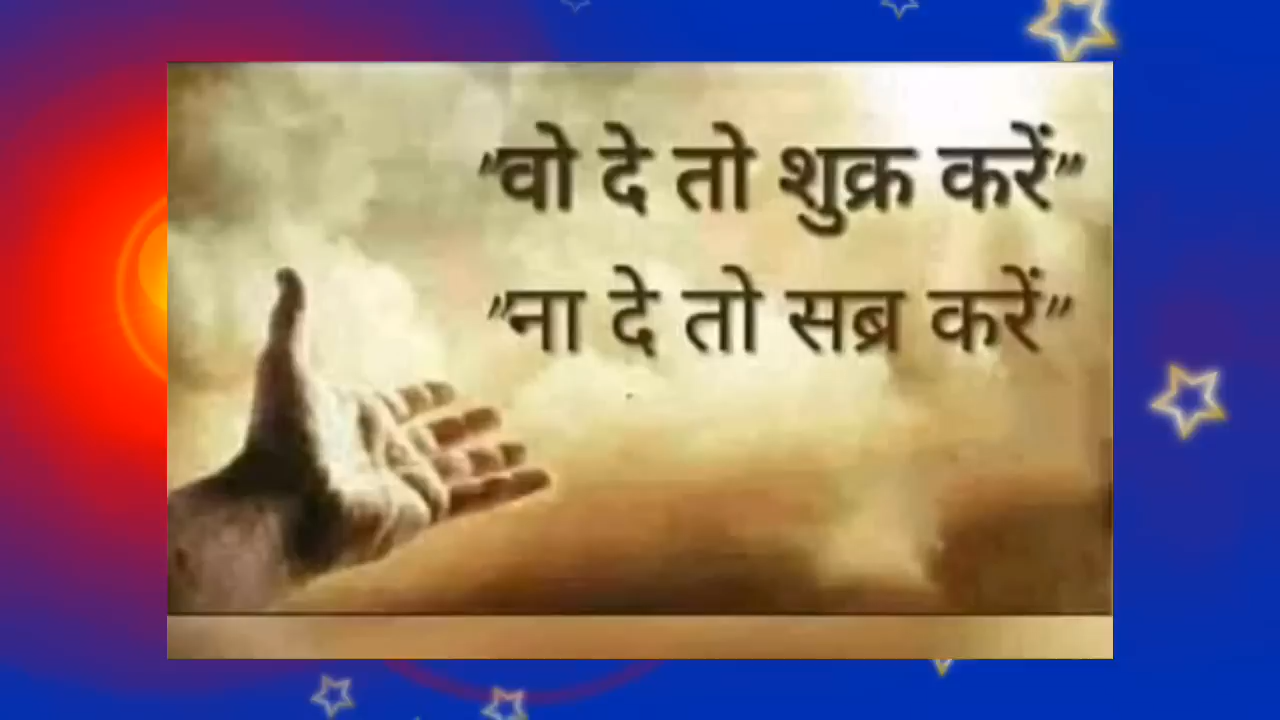 "वो दे तो शुक्र करें"
"ना दे तो सब्र करें"